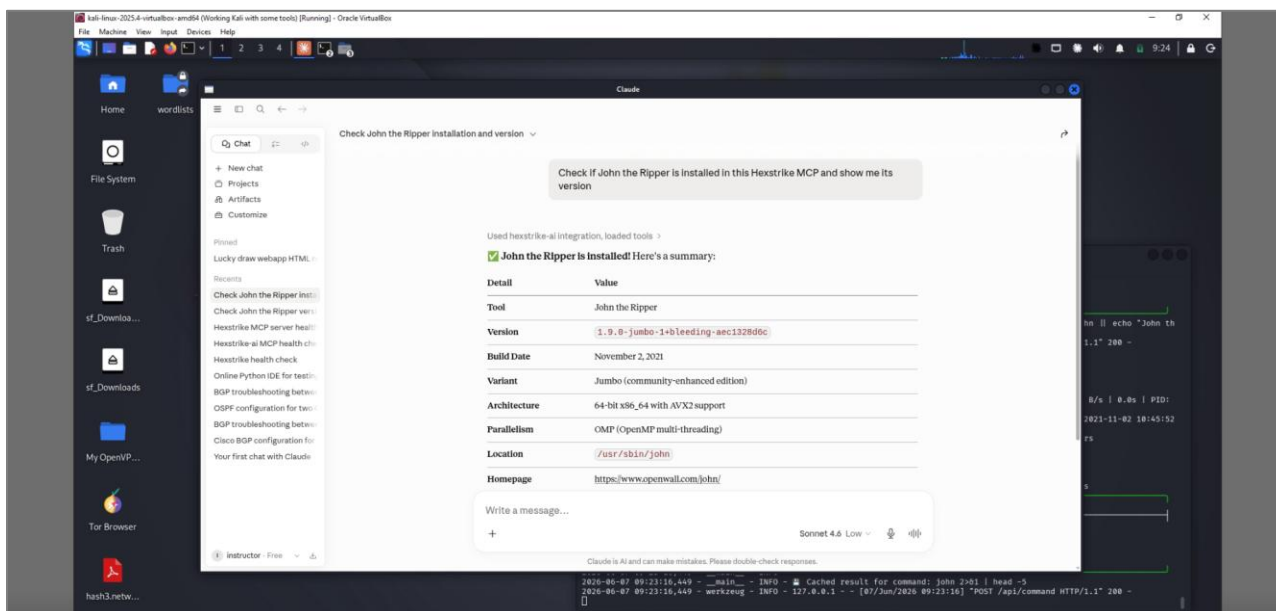 kali-linux-2025.4-virtualbox-amd64 (Working Kali with some tools) [Running] - Oracle VirtualBox
File Machine View Input Devices Help
1 2 3 4
9:24
Home
wordlists
File System
Trash
sf_Downloa...
sf_Downloads
My OpenVP...
Tor Browser
hash3.netw...
Claude
Chat
New chat
Projects
Artifacts
Customize
Pinned
Lucky draw webapp HTML
Recents
Check John the Ripper insta
Check John the Ripper vers
Hexstrike MCP server healt
Hexstrike-ai MCP health che
Hexstrike health check
Online Python IDE for testin
BGP troubleshooting betwe
OSPF configuration for two
BGP troubleshooting betwe
Cisco BGP configuration for
Your first chat with Claude
instructor · Free
Check John the Ripper installation and version
Check if John the Ripper is installed in this Hexstrike MCP and show me its
version
Used hexstrike-ai integration, loaded tools >
✅ John the Ripper is installed! Here's a summary:
Detail Value
Tool John the Ripper
Version 1.9.0-jumbo-1+bleeding-aec1328d6c
Build Date November 2, 2021
Variant Jumbo (community-enhanced edition)
Architecture 64-bit x86_64 with AVX2 support
Parallelism OMP (OpenMP multi-threading)
Location /usr/sbin/john
Homepage https://www.openwall.com/john/
Write a message...
Sonnet 4.6 Low
Claude is AI and can make mistakes. Please double-check responses.
hn || echo "John th
1.1" 200 -
B/s | 0.0s | PID:
2021-11-02 10:45:52
rs
s
2026-06-07 09:23:16,449 - __main__ - INFO - Cached result for command: john 2>&1 | head -5
2026-06-07 09:23:16,449 - werkzeug - INFO - 127.0.0.1 - - [07/Jun/2026 09:23:16] "POST /api/command HTTP/1.1" 200 -